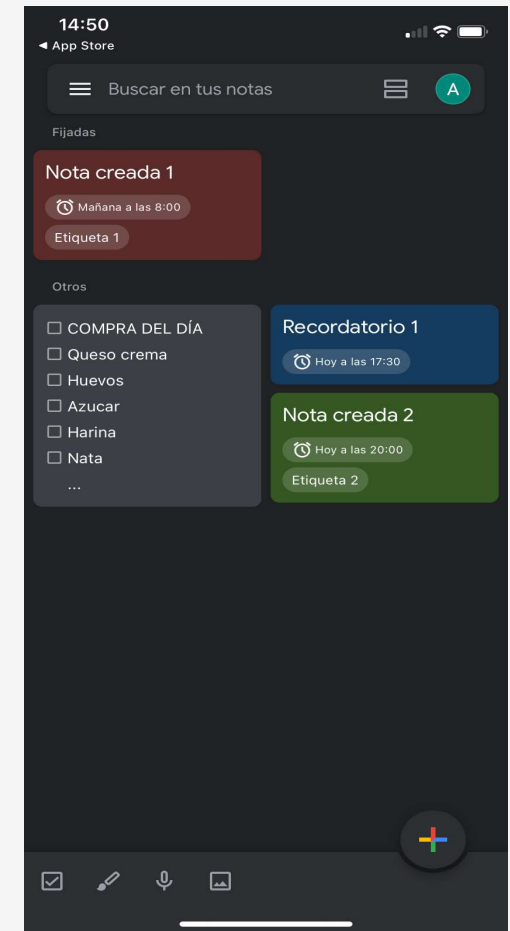 14:50
◀ App Store
Buscar en tus notas
A
Fijadas
Nota creada 1
Mañana a las 8:00
Etiqueta 1
Otros
COMPRA DEL DÍA
Queso crema
Huevos
Azucar
Harina
Nata
...
Recordatorio 1
Hoy a las 17:30
Nota creada 2
Hoy a las 20:00
Etiqueta 2